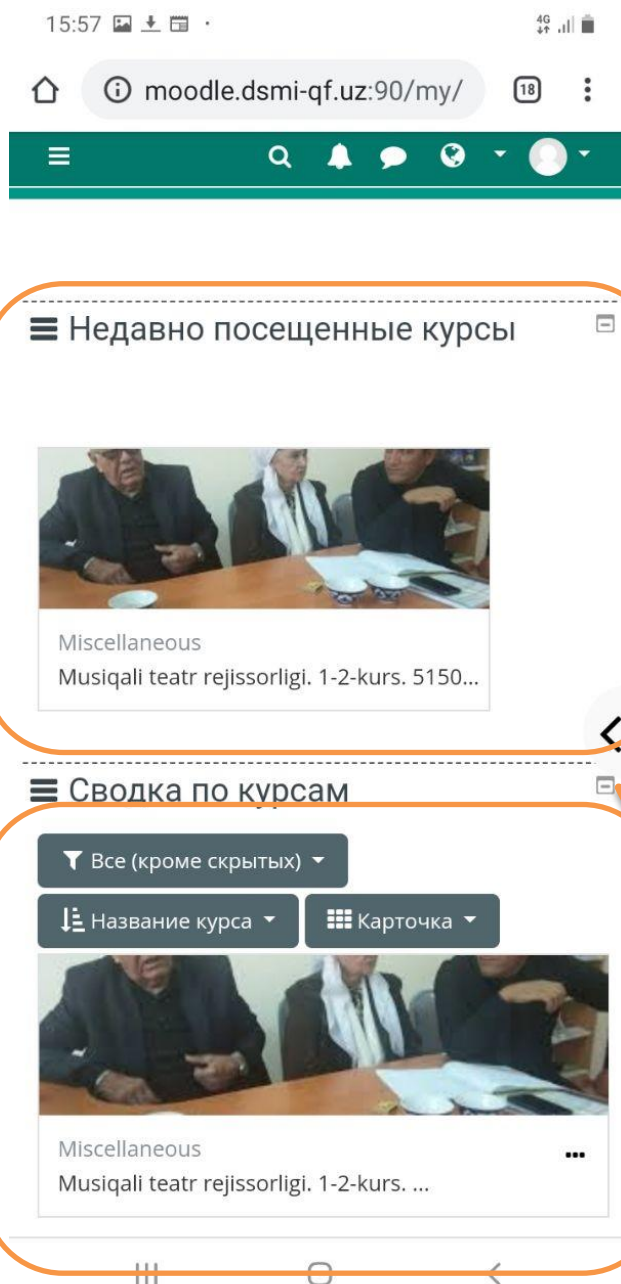 15:57
4G
moodle.dsmi-qf.uz:90/my/
18
Недавно посещенные курсы
Miscellaneous
Musiqali teatr rejissorligi. 1-2-kurs. 5150...
Сводка по курсам
Все (кроме скрытых)
Название курса
Карточка
Miscellaneous
Musiqali teatr rejissorligi. 1-2-kurs. ...